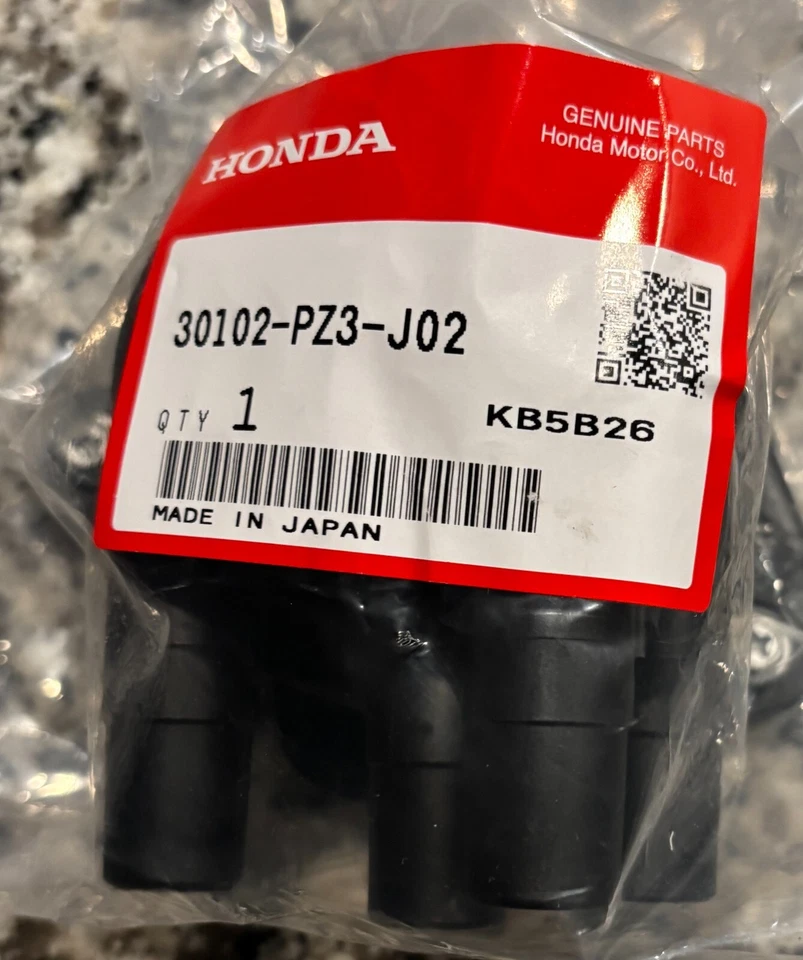 HONDA
GENUINE PARTS
Honda Motor Co., Ltd.
30102-PZ3-J02
QTY 1
KB5B26
MADE IN JAPAN